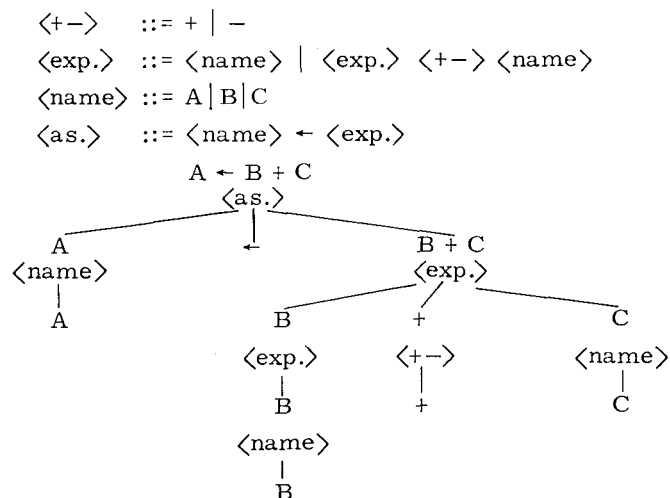 <+-> ::= + | -
<exp.> ::= <name> | <exp.> <+-> <name>
<name> ::= A|B|C
<as.> ::= <name> ← <exp.>
A ← B + C
<as.>
A ← B + C
<name> <exp.>
A B + C
<exp.> <+-> <name>
B + C
<name>
B